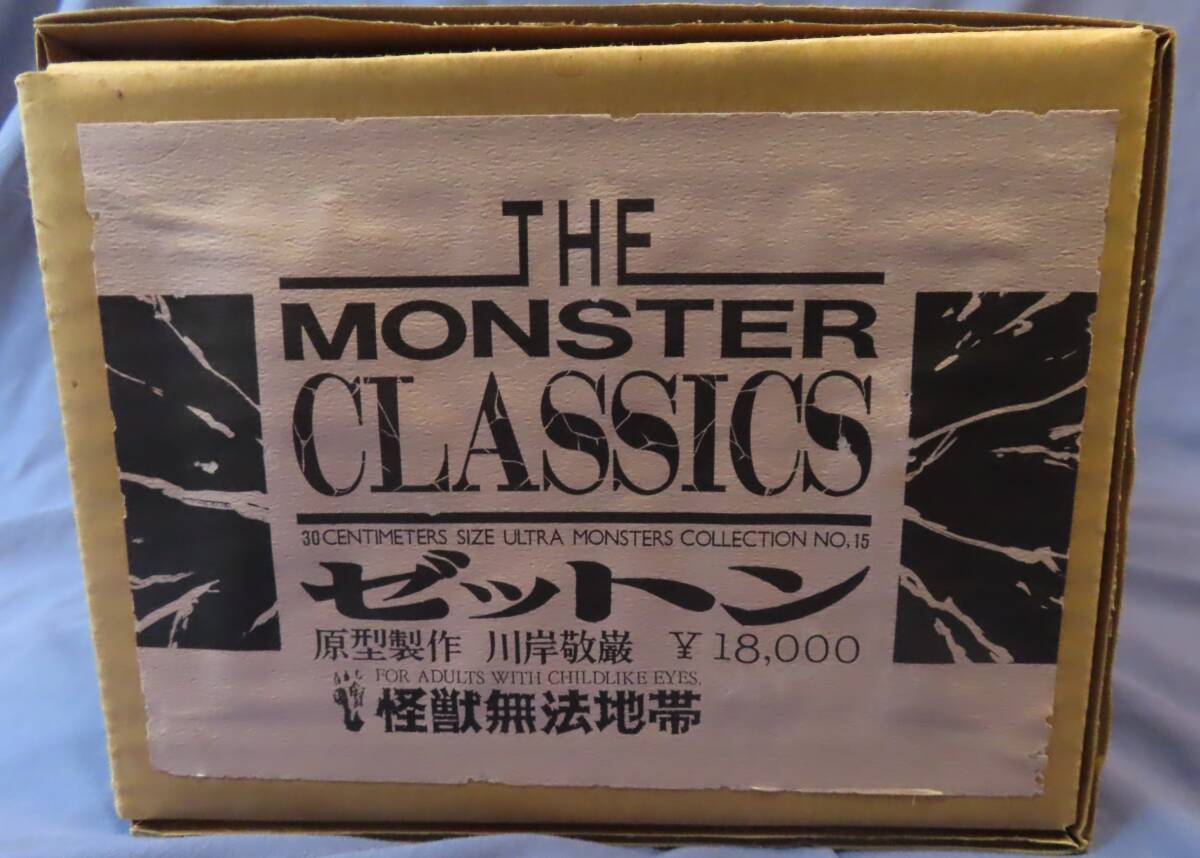 THE
MONSTER
CLASSICS
30 CENTIMETERS SIZE ULTRA MONSTERS COLLECTION NO, 15
ゼットン
原型製作 川岸敬厳 ¥18,000
FOR ADULTS WITH CHILDLIKE EYES.
怪獣無法地帯